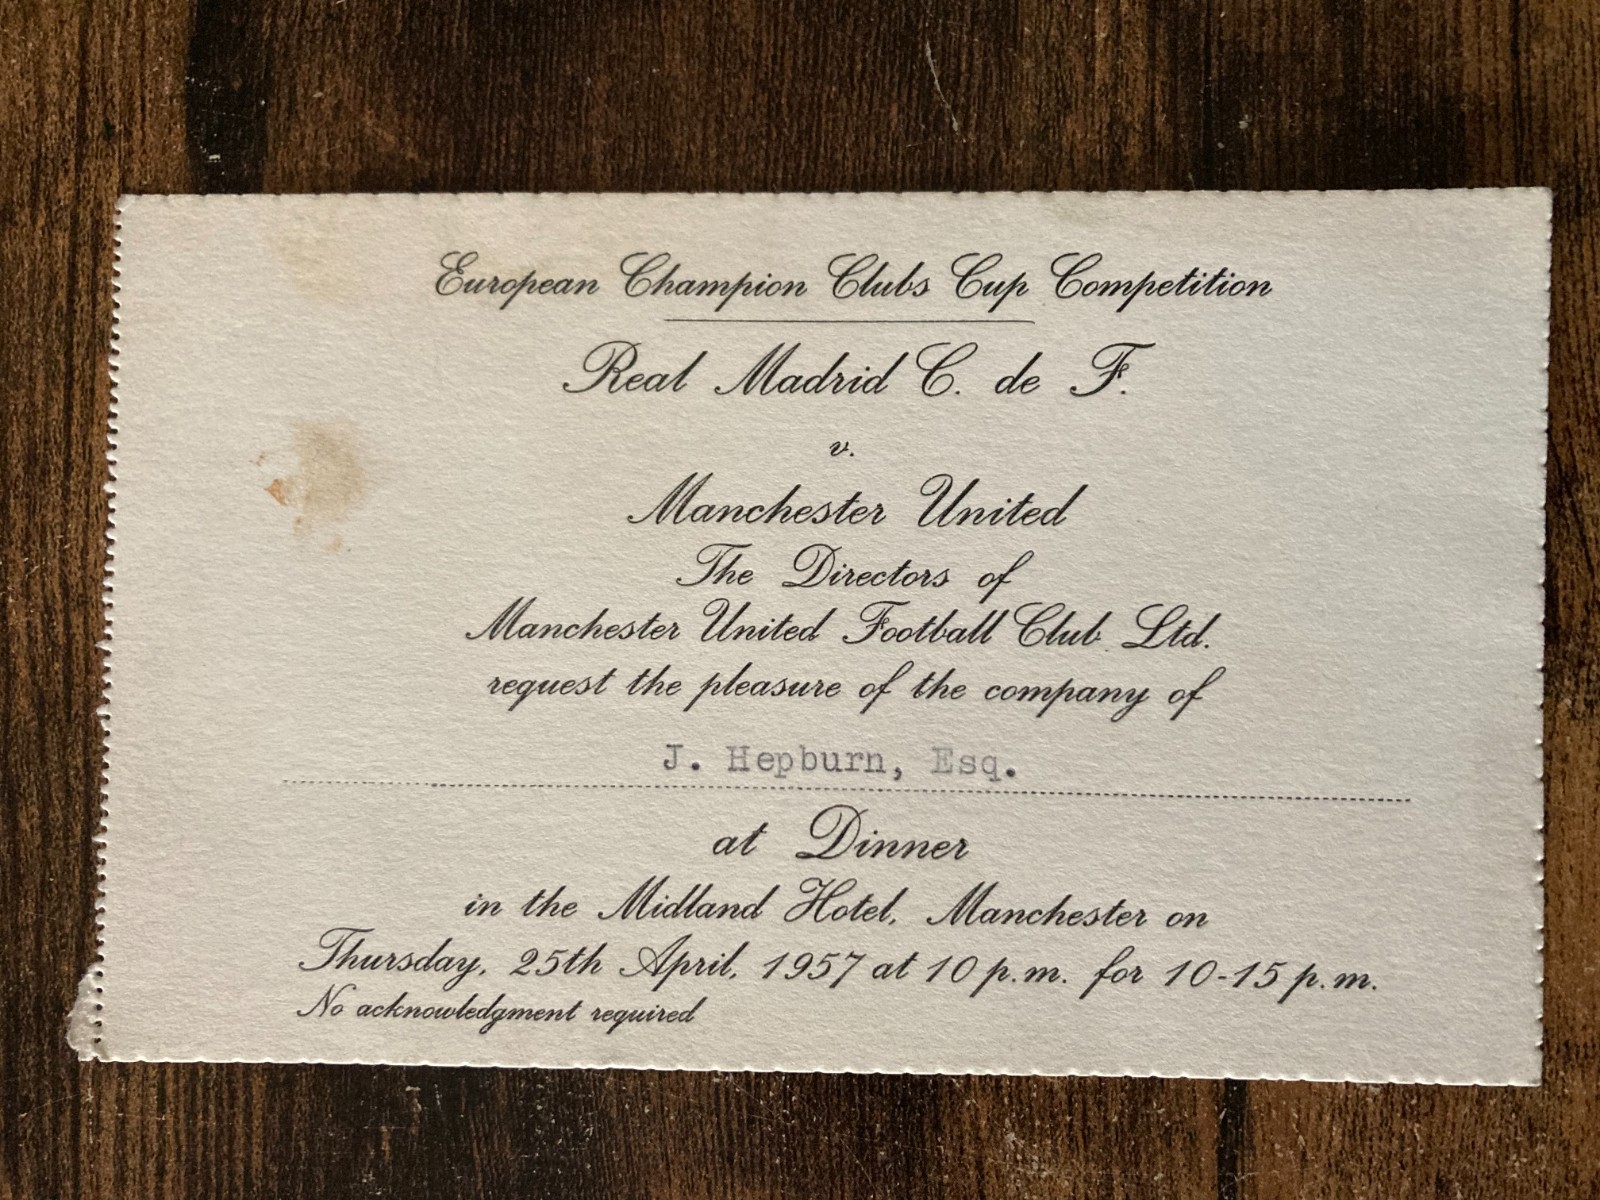 European Champion Clubs Cup Competition
Real Madrid C. de F.
v.
Manchester United
The Directors of
Manchester United Football Club Ltd.
request the pleasure of the company of
J. Hepburn, Esq.
at Dinner
in the Midland Hotel, Manchester on
Thursday, 25th April, 1957 at 10 p.m. for 10-15 p.m.
No acknowledgment required